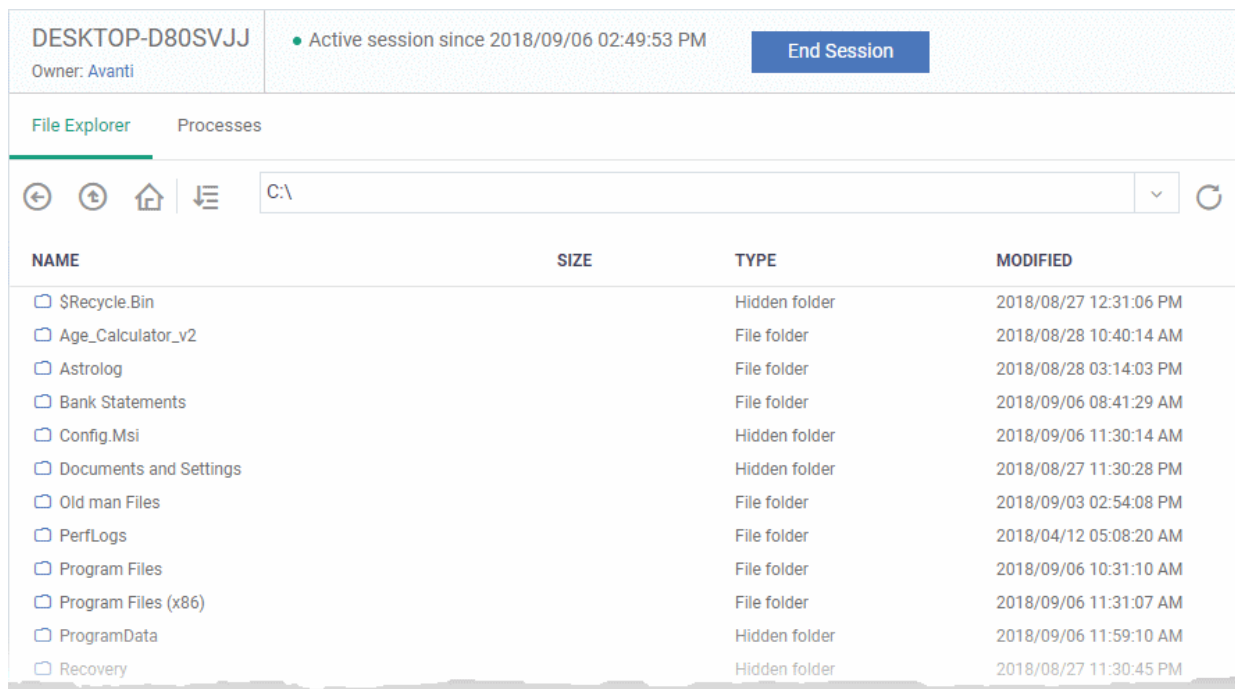 DESKTOP-D80SVJJ
Owner: Avanti
Active session since 2018/09/06 02:49:53 PM
End Session
File Explorer Processes
C:\
NAME SIZE TYPE MODIFIED
$Recycle.Bin Hidden folder 2018/08/27 12:31:06 PM
Age_Calculator_v2 File folder 2018/08/28 10:40:14 AM
Astrolog File folder 2018/08/28 03:14:03 PM
Bank Statements File folder 2018/09/06 08:41:29 AM
Config.Msi Hidden folder 2018/09/06 11:30:14 AM
Documents and Settings Hidden folder 2018/08/27 11:30:28 PM
Old man Files File folder 2018/09/03 02:54:08 PM
PerfLogs File folder 2018/04/12 05:08:20 AM
Program Files File folder 2018/09/06 10:31:10 AM
Program Files (x86) File folder 2018/09/06 11:31:07 AM
ProgramData Hidden folder 2018/09/06 11:59:10 AM
Recovery Hidden folder 2018/08/27 11:30:45 PM